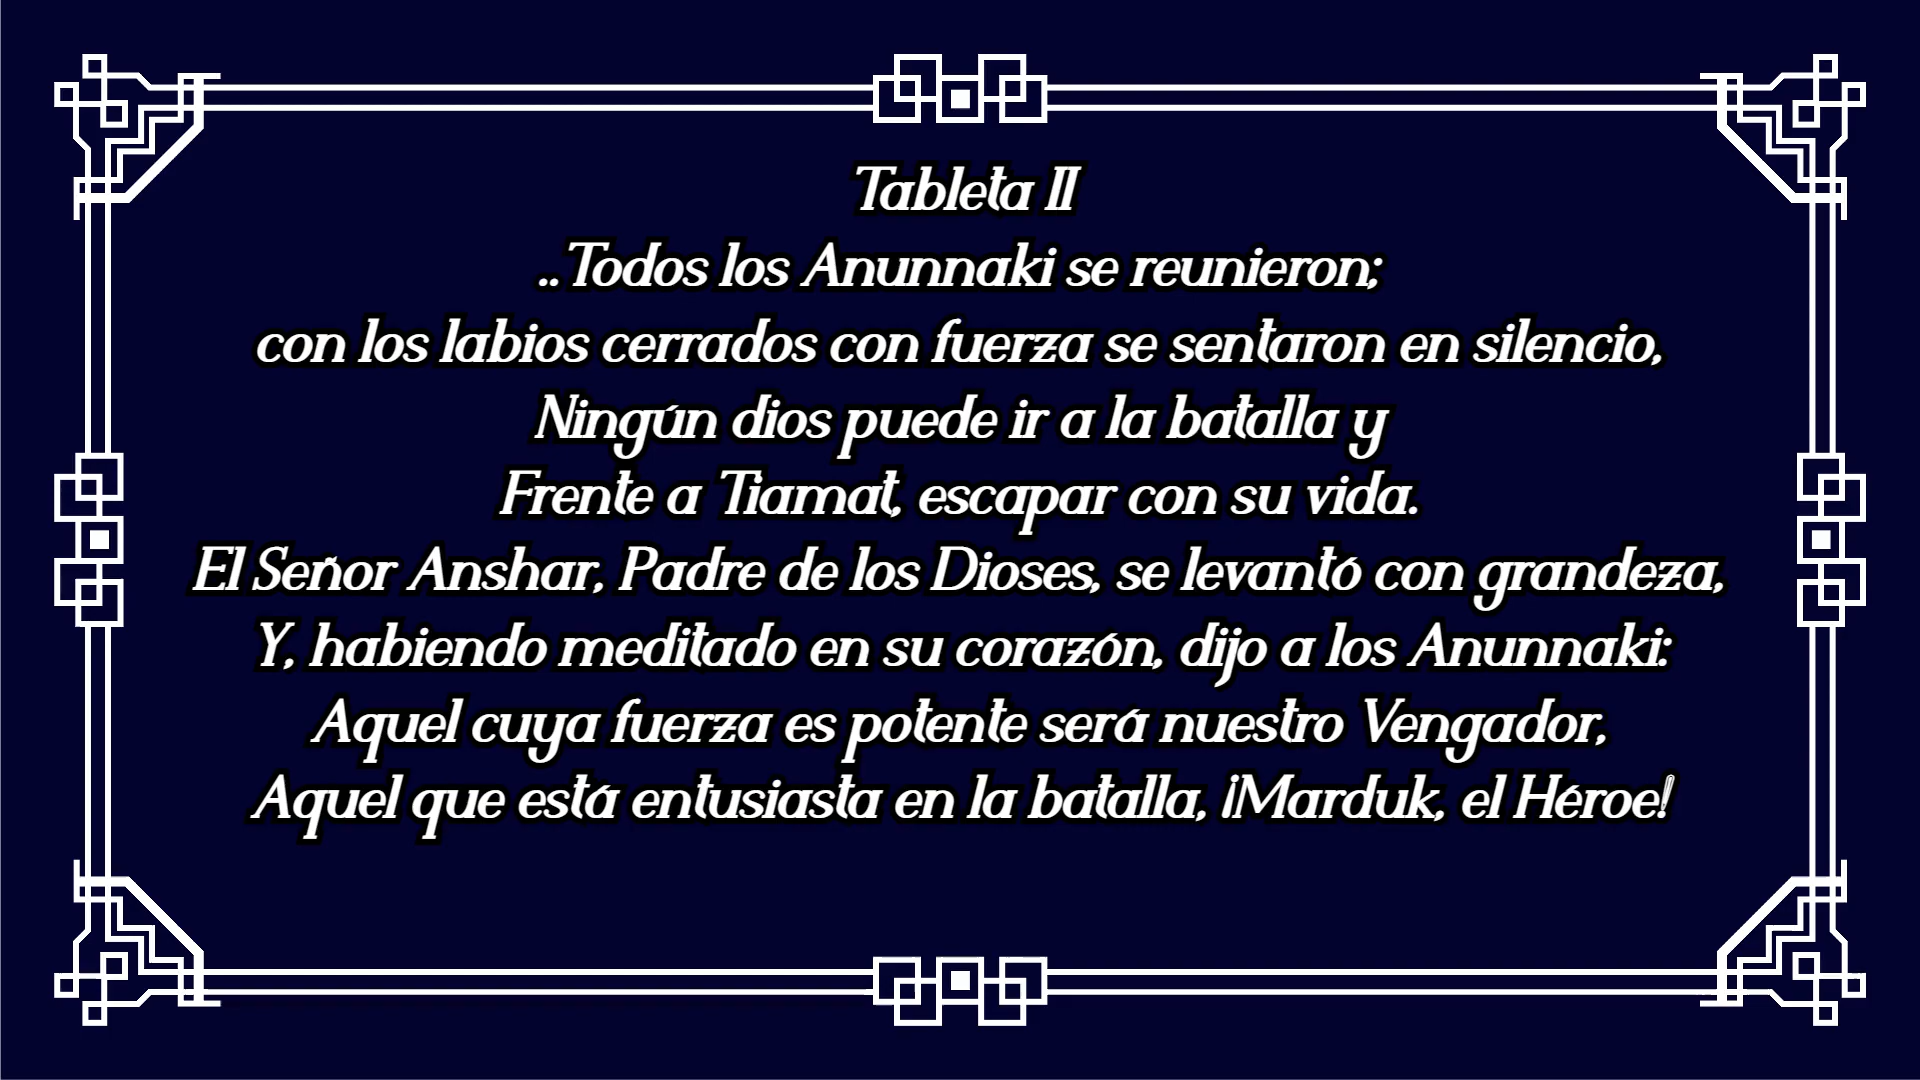 Tableta II
..Todos los Anunnaki se reunieron;
con los labios cerrados con fuerza se sentaron en silencio,
Ningún dios puede ir a la batalla y
Frente a Tiamat, escapar con su vida.
El Señor Anshar, Padre de los Dioses, se levantó con grandeza,
Y, habiendo meditado en su corazón, dijo a los Anunnaki:
Aquel cuya fuerza es potente será nuestro Vengador,
Aquel que está entusiasta en la batalla, ¡Marduk, el Héroe!